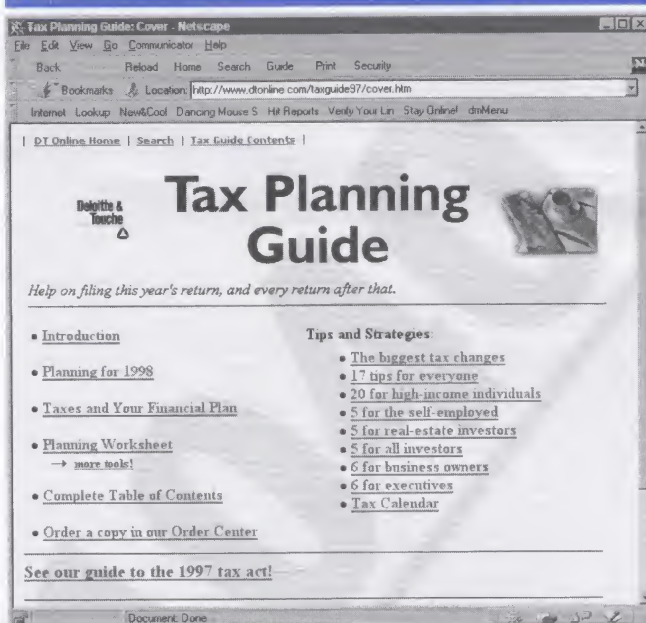 Tax Planning Guide: Cover - Netscape
File Edit View Go Communicator Help
Back Reload Home Search Guide Print Security
Bookmarks Location: http://www.dtonline.com/taxguide97/cover.htm
Internet Lookup New&Cool Dancing Mouse S Hit Reports Verify Your Lin Stay Online! dmMenu
| DT Online Home | Search | Tax Guide Contents |
Deloitte &
Touche
Tax Planning
Guide
Help on filing this year's return, and every return after that.
• Introduction
• Planning for 1998
• Taxes and Your Financial Plan
• Planning Worksheet
→ more tools!
• Complete Table of Contents
• Order a copy in our Order Center
Tips and Strategies:
• The biggest tax changes
• 17 tips for everyone
• 20 for high-income individuals
• 5 for the self-employed
• 5 for real-estate investors
• 5 for all investors
• 6 for business owners
• 6 for executives
• Tax Calendar
See our guide to the 1997 tax act!
Document: Done